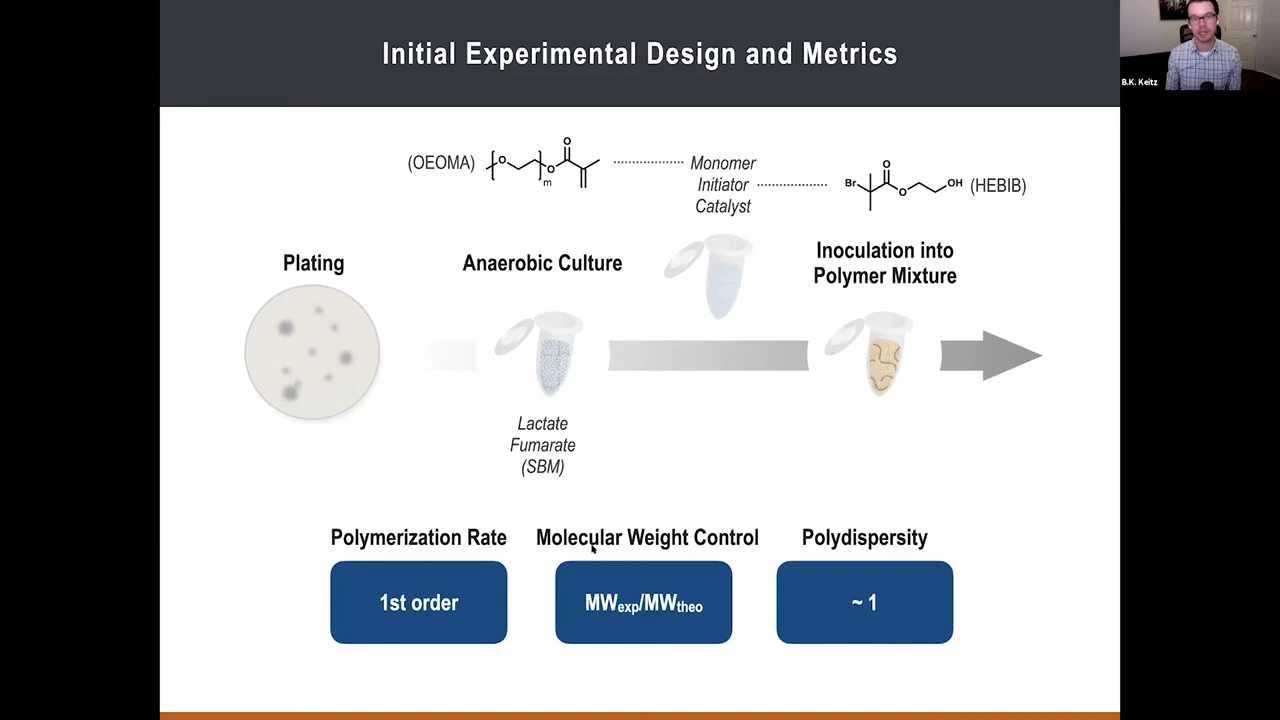 Initial Experimental Design and Metrics
B.K. Keitz
(OEOMA)
O
O
O
m
Monomer
Initiator
Catalyst
Br
O
O
OH
(HEBIB)
Plating
Anaerobic Culture
Inoculation into
Polymer Mixture
Lactate
Fumarate
(SBM)
Polymerization Rate
Molecular Weight Control
Polydispersity
1st order
MWexp/MWtheo
~ 1